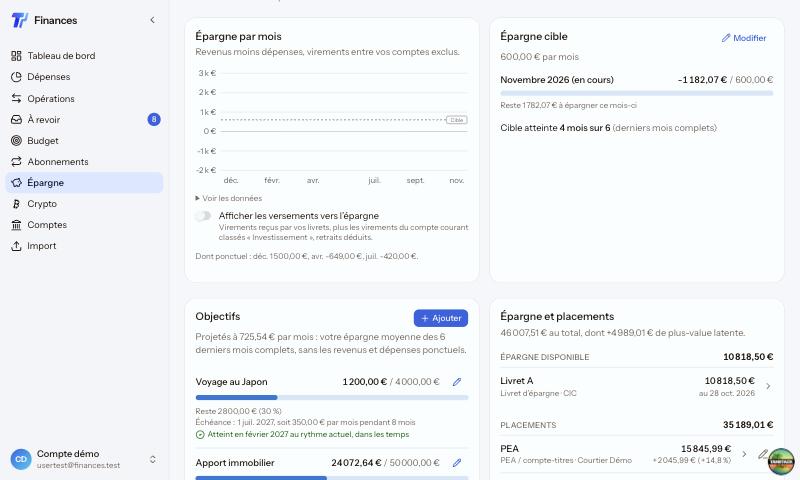 Finances
Tableau de bord
Dépenses
Opérations
À revoir
8
Budget
Abonnements
Épargne
Crypto
Comptes
Import
CD
Compte démo
usertest@finances.test
Épargne par mois
Revenus moins dépenses, virements entre vos comptes exclus.
3 k €
2 k €
1 k €
Cible
0 €
-1 k €
-2 k €
déc. févr. avr. juil. sept. nov.
Voir les données
Afficher les versements vers l'épargne
Virements reçus par vos livrets, plus les virements du compte courant
classés « Investissement », retraits déduits.
Dont ponctuel : déc. 1 500,00 €, avr. -649,00 €, juil. -420,00 €.
Épargne cible
Modifier
600,00 € par mois
Novembre 2026 (en cours) -1 182,07 € / 600,00 €
Reste 1 782,07 € à épargner ce mois-ci
Cible atteinte 4 mois sur 6 (derniers mois complets)
Objectifs
Ajouter
Projetés à 725,54 € par mois : votre épargne moyenne des 6
derniers mois complets, sans les revenus et dépenses ponctuels.
Voyage au Japon 1 200,00 € / 4 000,00 €
Reste 2 800,00 € (30 %)
Échéance : 1 juil. 2027, soit 350,00 € par mois pendant 8 mois
Atteint en février 2027 au rythme actuel, dans les temps
Apport immobilier 24 072,64 € / 50 000,00 €
Épargne et placements
46 007,51 € au total, dont +4 989,01 € de plus-value latente.
ÉPARGNE DISPONIBLE 10 818,50 €
Livret A 10 818,50 €
Livret d'épargne · CIC au 28 oct. 2026
PLACEMENTS 35 189,01 €
PEA 15 845,99 €
PEA / compte-titres · Courtier Démo +2 045,99 € (+14,8 %)